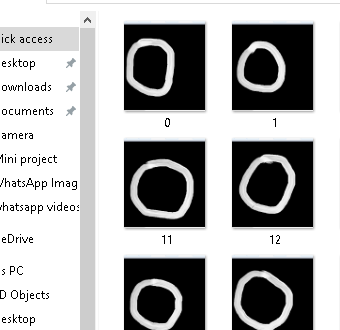 ick access
esktop
ownloads
ocuments
amera
Mini project
WhatsApp Imag
whatsapp videos
eDrive
s PC
D Objects
esktop
0
1
11
12